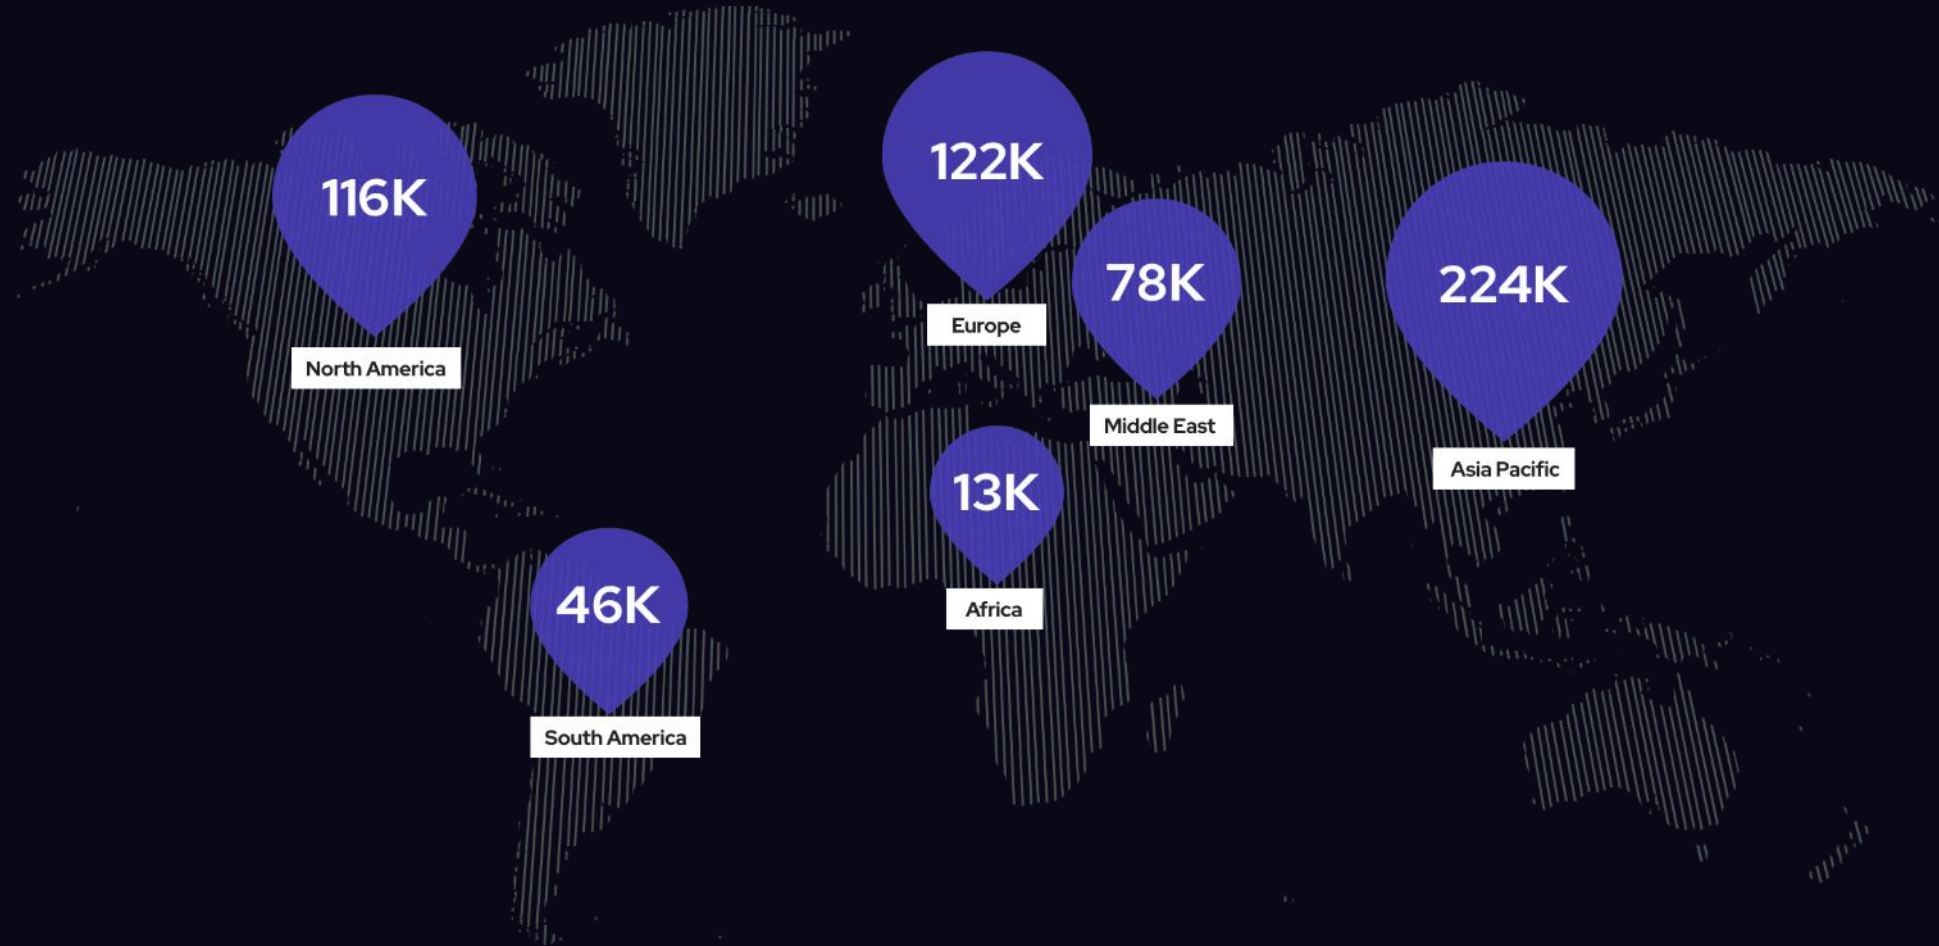 116K
North America
122K
Europe
78K
Middle East
224K
Asia Pacific
13K
Africa
46K
South America